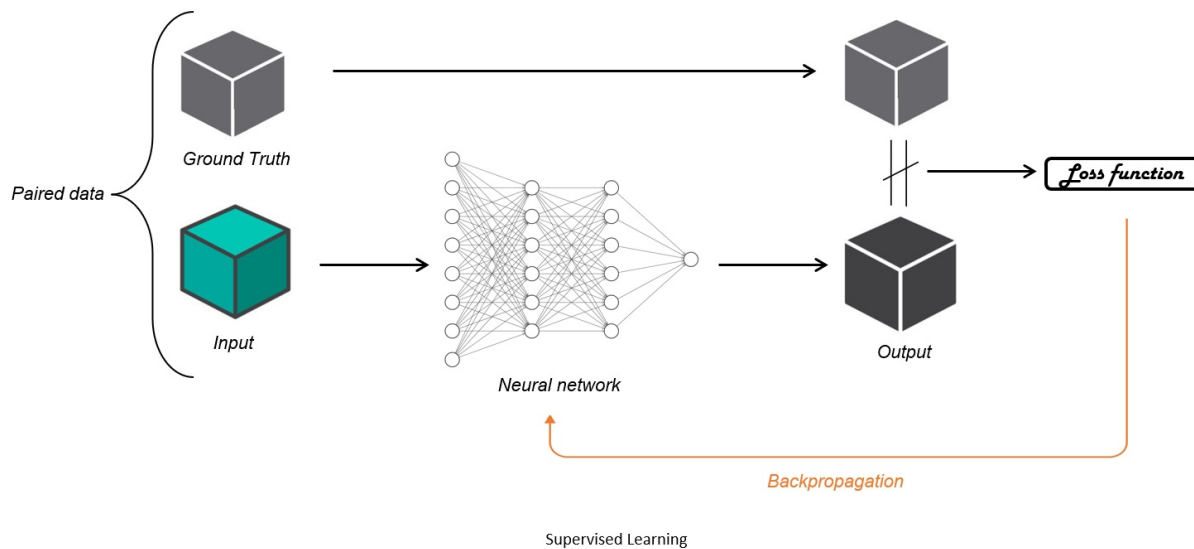 Ground Truth
Paired data
Loss function
Input
Output
Neural network
Backpropagation
Supervised Learning